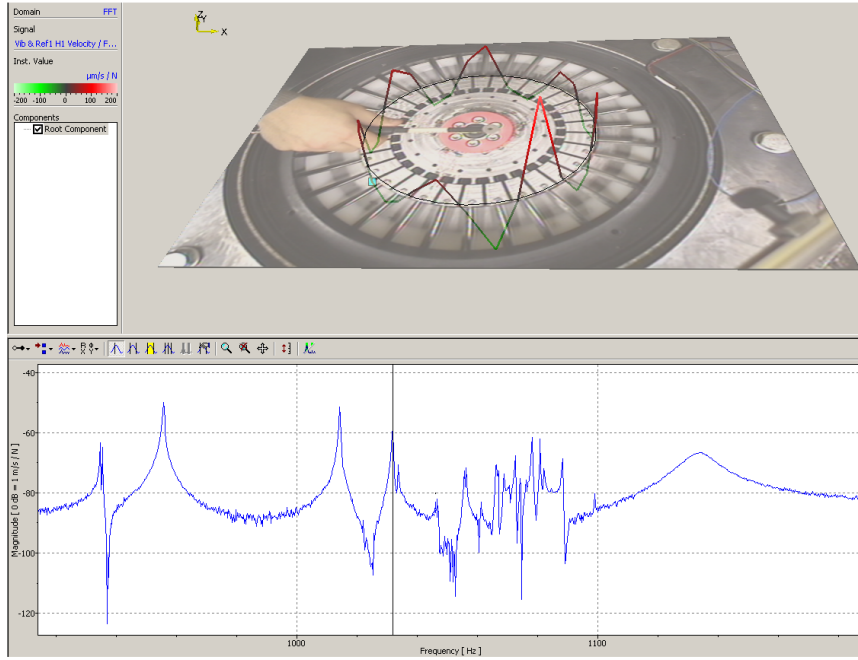 Domain FFT
Signal
Vib & Ref1 H1 Velocity / F...
Inst. Value
µm/s / N
-200 -100 0 100 200
Components
Root Component
Z
Y
X
-40
-60
-80
-100
-120
Magnitude [ 0 dB = 1 m/s / N ]
1000
1100
Frequency [ Hz ]